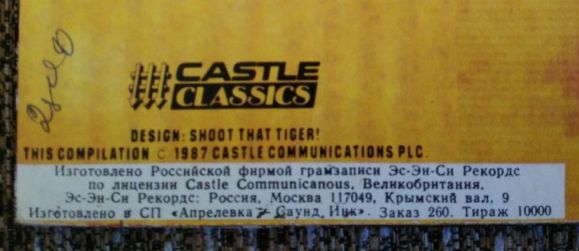 CASTLE
CLASSICS
DESIGN: SHOOT THAT TIGER!
THIS COMPILATION © 1987 CASTLE COMMUNICATIONS PLC.
Изготовлено Российской фирмой грамзаписи Эс-Эн-Си Рекордс
по лицензии Castle Communicanous, Великобритания.
Эс-Эн-Си Рекордс: Россия, Москва 117049, Крымский вал, 9
Изготовлено в СП «Апрелевка-Саунд, Инк». Заказ 260. Тираж 10000